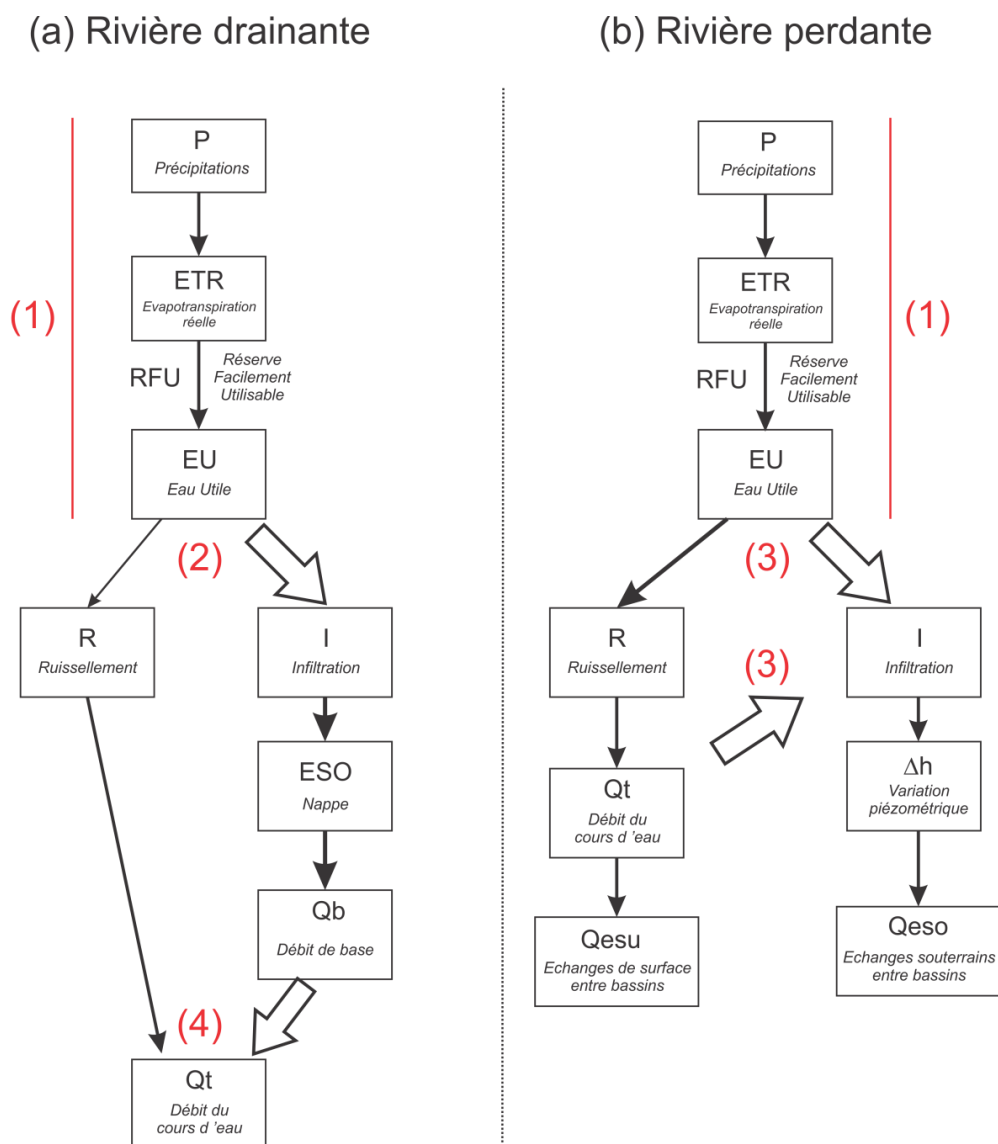 (a) Rivière drainante
(1)
P
Précipitations
ETR
Evapotranspiration
réelle
RFU
Réserve
Facilement
Utilisable
EU
Eau Utile
(2)
R
Ruissellement
I
Infiltration
ESO
Nappe
Qb
Débit de base
(4)
Qt
Débit du
cours d 'eau
(b) Rivière perdante
P
Précipitations
ETR
Evapotranspiration
réelle
(1)
RFU
Réserve
Facilement
Utilisable
EU
Eau Utile
(3)
R
Ruissellement
(3)
I
Infiltration
Qt
Débit du
cours d 'eau
Δh
Variation
piézométrique
Qesu
Echanges de surface
entre bassins
Qeso
Echanges souterrains
entre bassins